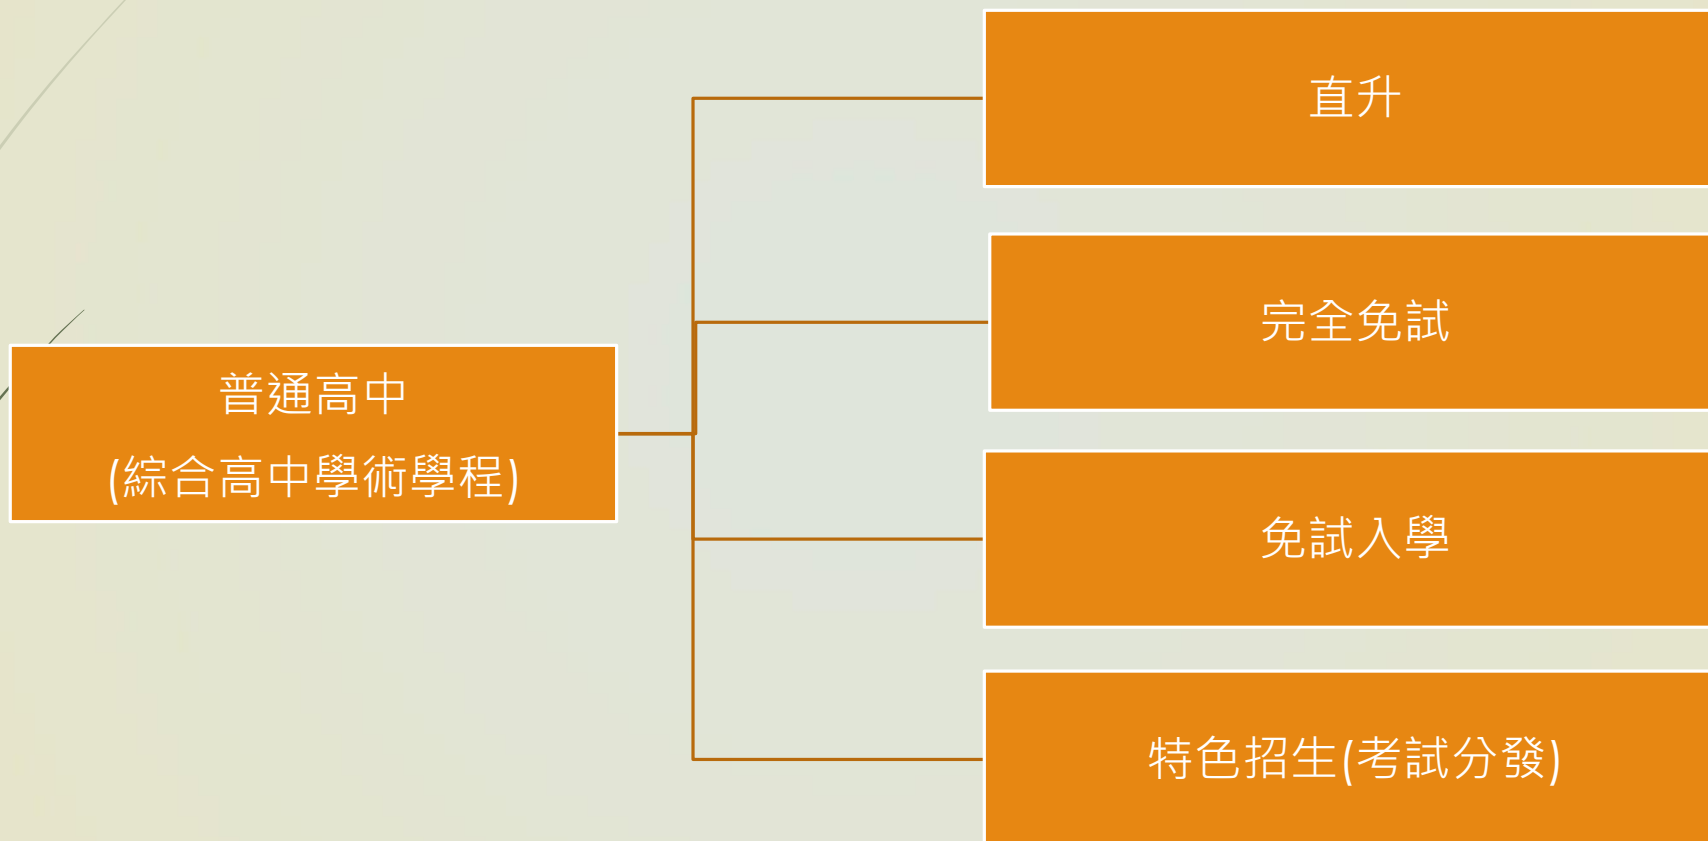 直升
完全免試
普通高中
(綜合高中學術學程)
免試入學
特色招生(考試分發)